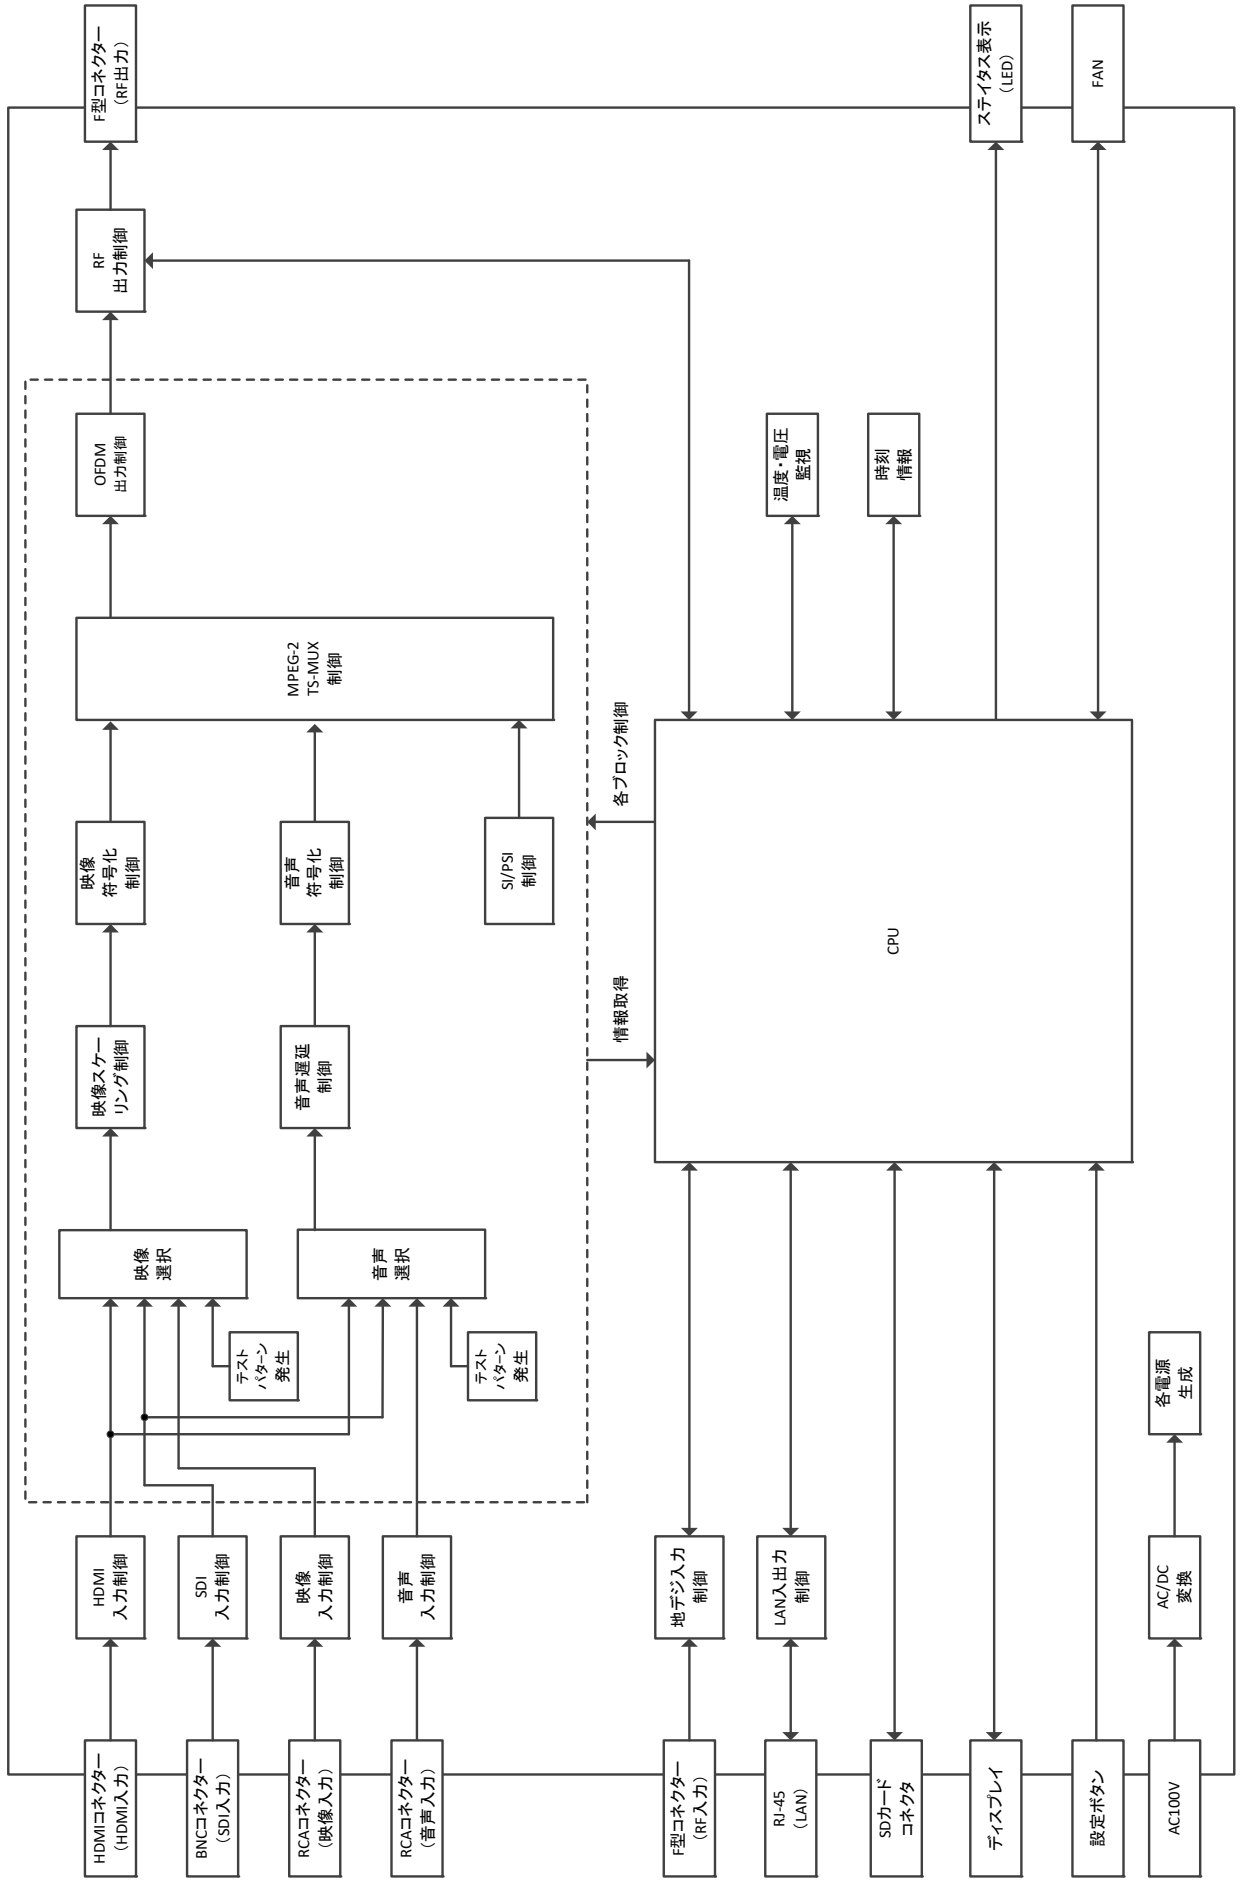 HDMIコネクター
(HDMI入力)
HDMI
入力制御
映像
選択
映像スケー
リング制御
映像
符号化
制御
MPEG-2
TS-MUX
制御
OFDM
出力制御
RF
出力制御
F型コネクター
(RF出力)
BNCコネクター
(SDI入力)
SDI
入力制御
テスト
パターン
発生
RCAコネクター
(映像入力)
映像
入力制御
音声
選択
音声遅延
制御
音声
符号化
制御
RCAコネクター
(音声入力)
音声
入力制御
テスト
パターン
発生
SI/PSI
制御
情報取得
各ブロック制御
F型コネクター
(RF入力)
地デジ入力
制御
CPU
RJ-45
(LAN)
LAN入出力
制御
温度・電圧
監視
SDカード
コネクタ
時刻
情報
ディスプレイ
ステイタス表示
(LED)
設定ボタン
FAN
AC100V
AC/DC
変換
各電源
生成